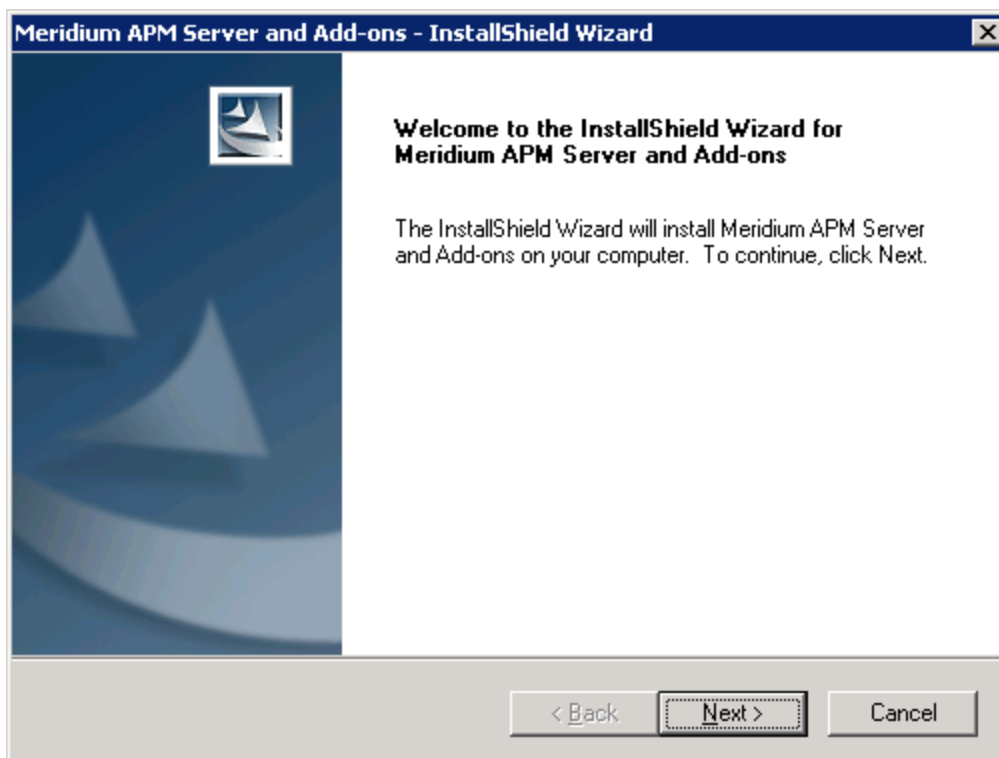 Meridium APM Server and Add-ons - InstallShield Wizard
Welcome to the InstallShield Wizard for
Meridium APM Server and Add-ons
The InstallShield Wizard will install Meridium APM Server
and Add-ons on your computer. To continue, click Next.
< Back
Next >
Cancel